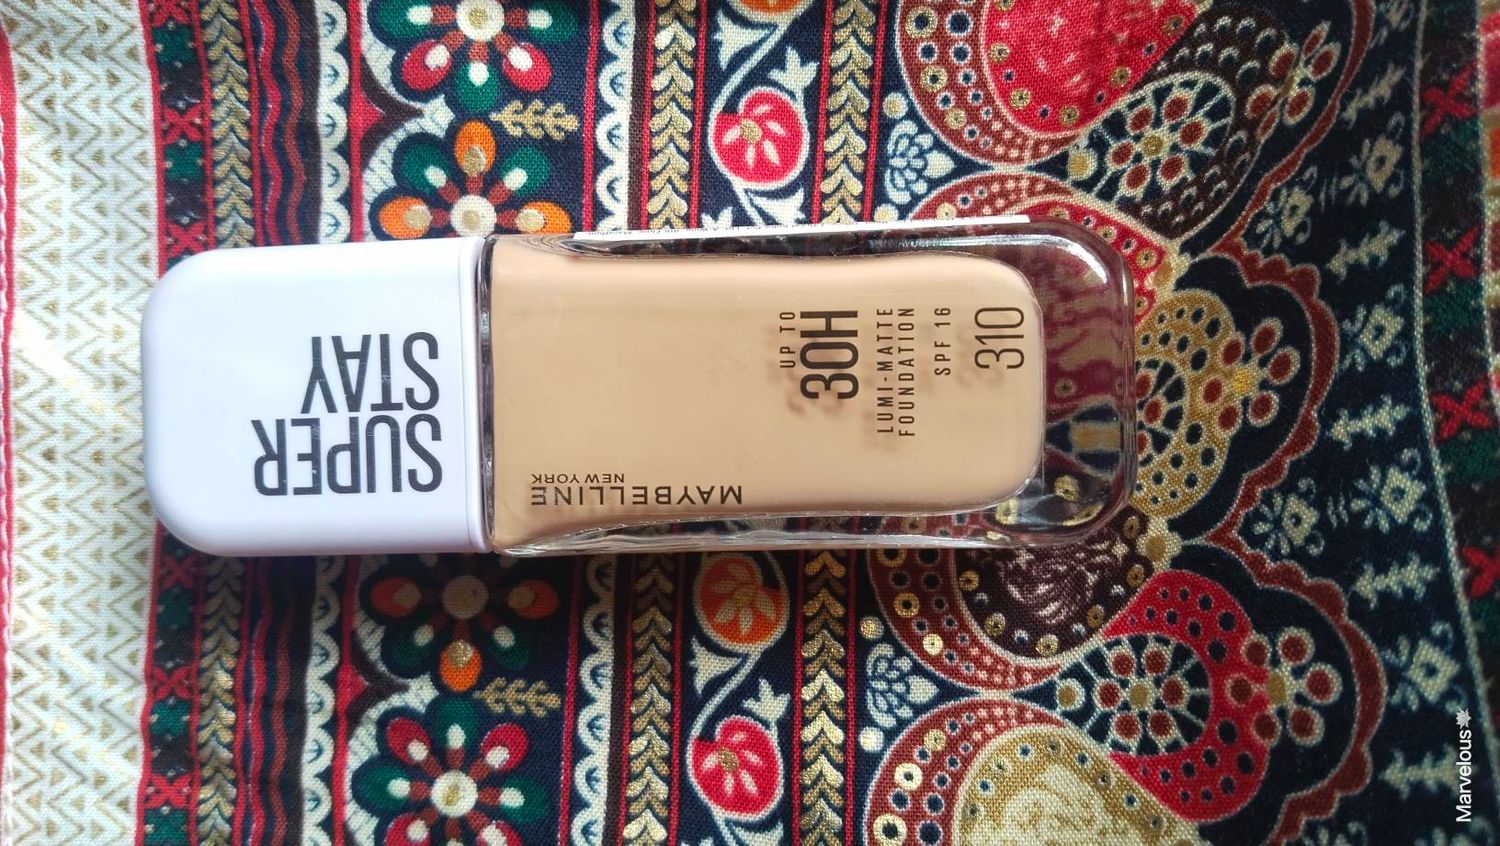 SUPER
STAY
MAYBELLINE
NEW YORK
UP TO
30H
LUMI-MATTE
FOUNDATION
SPF 16
310
Marvelous